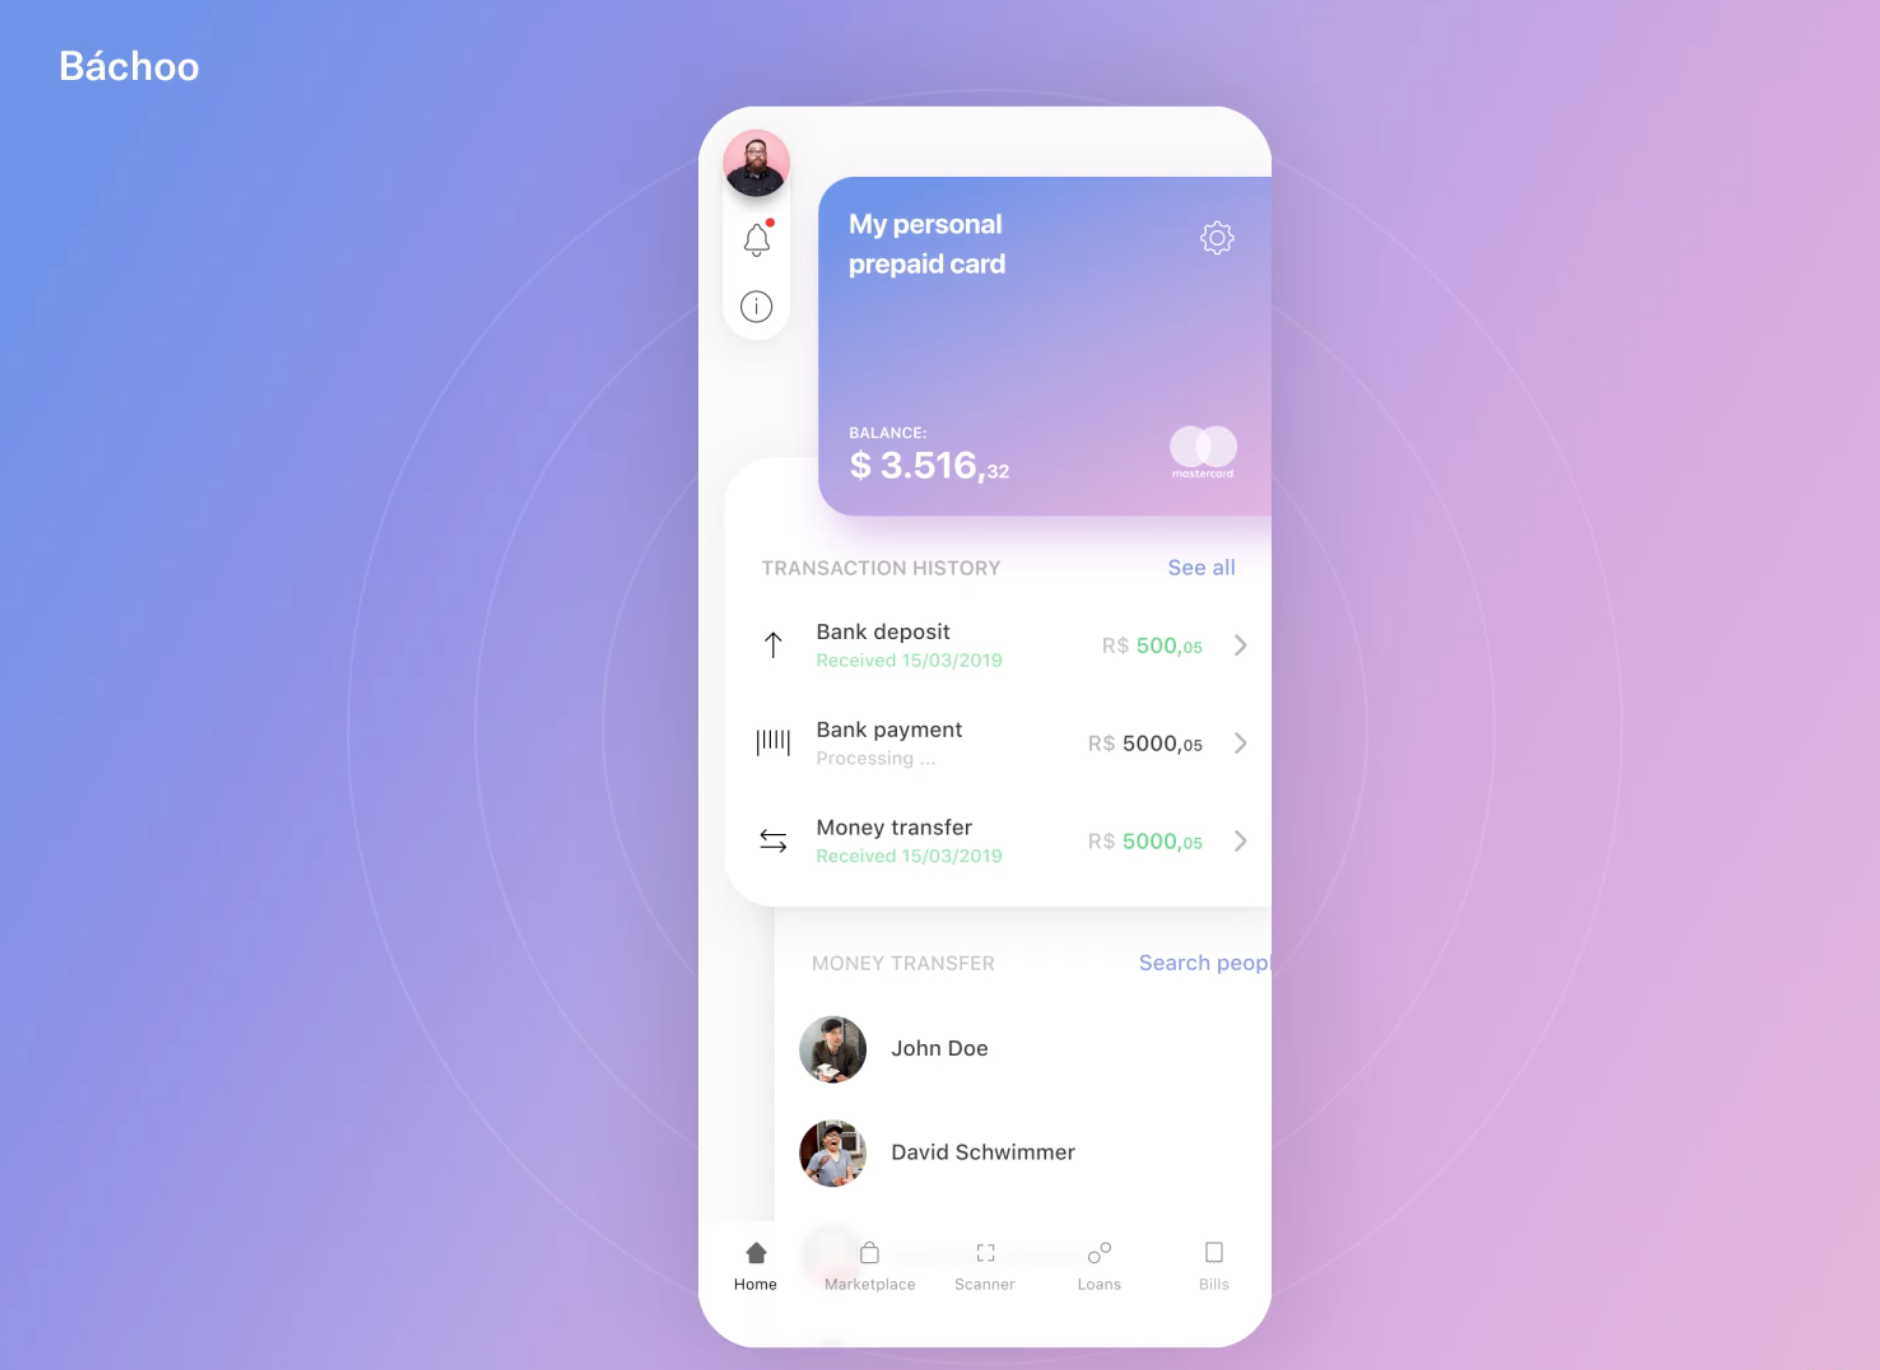 Báchoo
My personal
prepaid card
BALANCE:
$ 3.516,32
mastercard
TRANSACTION HISTORY
See all
Bank deposit
Received 15/03/2019
R$ 500,05
Bank payment
Processing ...
R$ 5000,05
Money transfer
Received 15/03/2019
R$ 5000,05
MONEY TRANSFER
Search peopl
John Doe
David Schwimmer
Home
Marketplace
Scanner
Loans
Bills